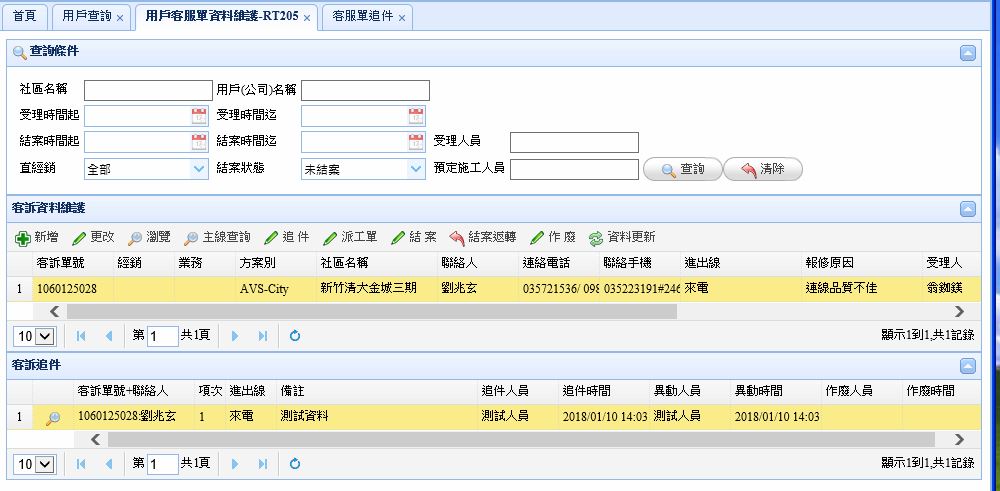 首頁 用戶查詢 × 用戶客服單資料維護-RT205 × 客服單追件 ×
查詢條件
社區名稱 用戶(公司)名稱
受理時間起 受理時間迄
結案時間起 結案時間迄 受理人員
直經銷 全部 結案狀態 未結案 預定施工人員 查詢 清除
客訴資料維護
新增 更改 瀏覽 主線查詢 追 件 派工單 結 案 結案返轉 作 廢 資料更新
客訴單號 經銷 業務 方案別 社區名稱 聯絡人 連絡電話 聯絡手機 進出線 報修原因 受理人
1 1060125028 AVS-City 新竹清大金城三期 劉兆玄 035721536/ 098 035223191#246 來電 連線品質不佳 翁鎺鎂
10 第 1 共1頁 顯示1到1,共1記錄
客訴追件
客訴單號+聯絡人 項次 進出線 備註 追件人員 追件時間 異動人員 異動時間 作廢人員 作廢時間
1 1060125028:劉兆玄 1 來電 測試資料 測試人員 2018/01/10 14:03 測試人員 2018/01/10 14:03
10 第 1 共1頁 顯示1到1,共1記錄